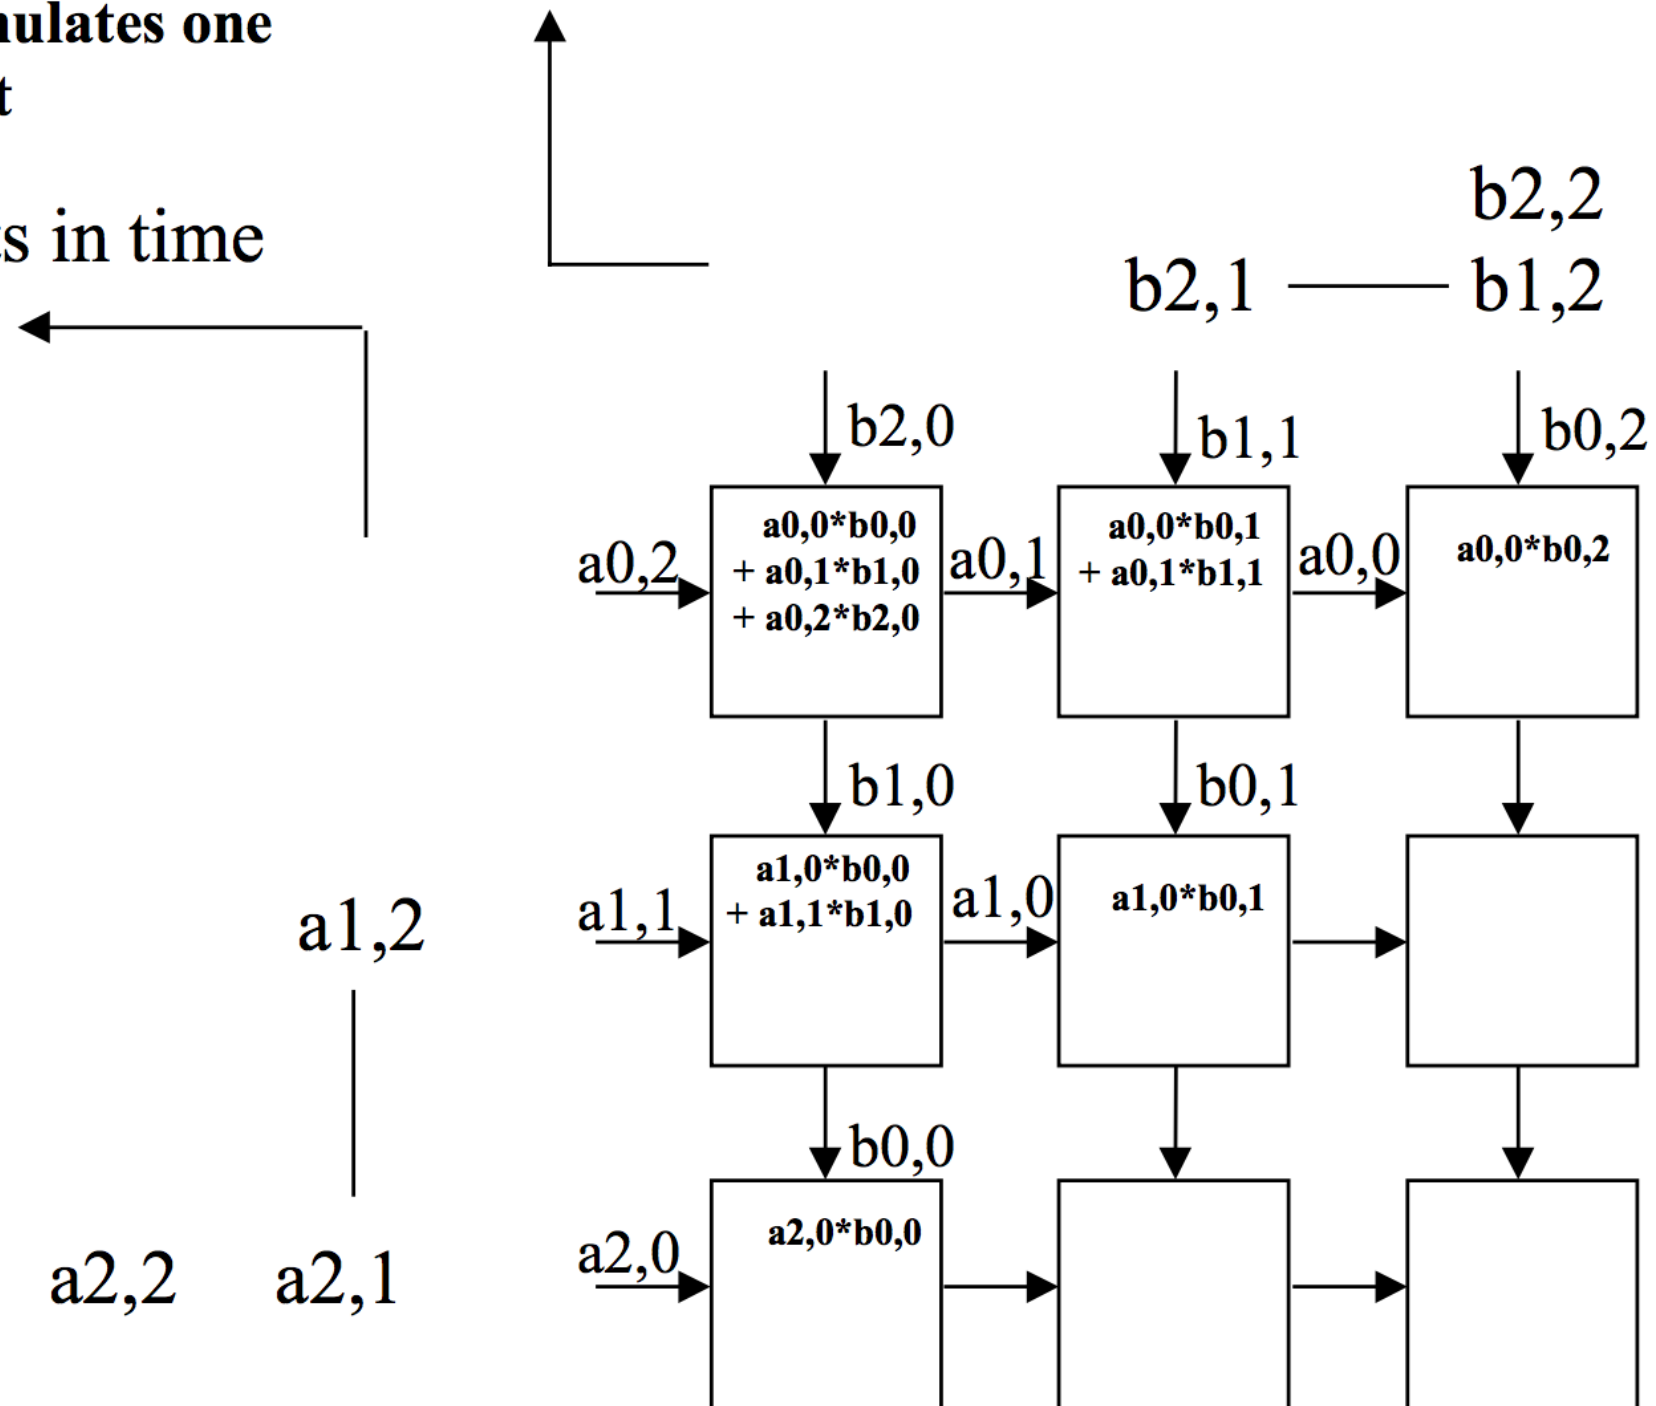 mulates one
t
s in time
b2,2
b2,1 b1,2
b2,0 b1,1 b0,2
a0,2 a0,1 a0,0
a0,0*b0,0
+ a0,1*b1,0
+ a0,2*b2,0
a0,0*b0,1
+ a0,1*b1,1
a0,0*b0,2
b1,0 b0,1
a1,2 a1,1 a1,0
a1,0*b0,0
+ a1,1*b1,0
a1,0*b0,1
b0,0
a2,2 a2,1 a2,0
a2,0*b0,0